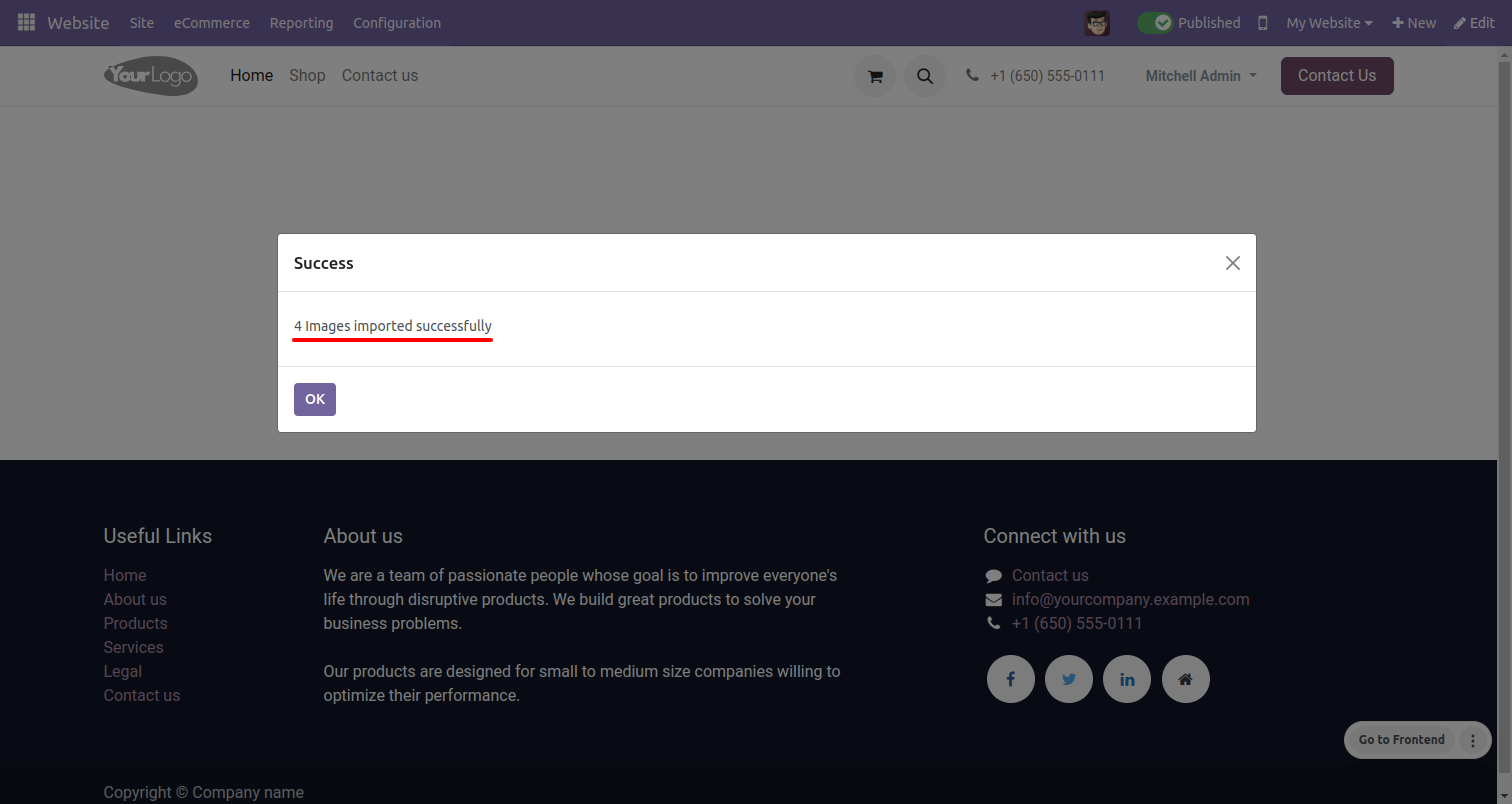 Website Site eCommerce Reporting Configuration Published My Website New Edit
YourLogo Home Shop Contact us +1 (650) 555-0111 Mitchell Admin Contact Us
Success
4 Images imported successfully
OK
Useful Links
Home
About us
Products
Services
Legal
Contact us
About us
We are a team of passionate people whose goal is to improve everyone's
life through disruptive products. We build great products to solve your
business problems.
Our products are designed for small to medium size companies willing to
optimize their performance.
Connect with us
Contact us
info@yourcompany.example.com
+1 (650) 555-0111
Go to Frontend
Copyright © Company name